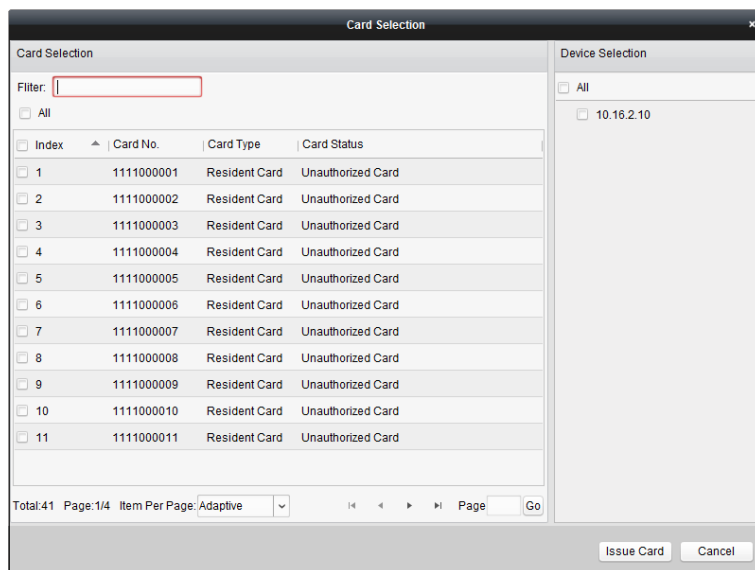 Card Selection ×
Card Selection
Device Selection
Fliter:
All
All
10.16.2.10
Index Card No. Card Type Card Status
1 1111000001 Resident Card Unauthorized Card
2 1111000002 Resident Card Unauthorized Card
3 1111000003 Resident Card Unauthorized Card
4 1111000004 Resident Card Unauthorized Card
5 1111000005 Resident Card Unauthorized Card
6 1111000006 Resident Card Unauthorized Card
7 1111000007 Resident Card Unauthorized Card
8 1111000008 Resident Card Unauthorized Card
9 1111000009 Resident Card Unauthorized Card
10 1111000010 Resident Card Unauthorized Card
11 1111000011 Resident Card Unauthorized Card
Total:41 Page:1/4 Item Per Page: Adaptive Page Go
Issue Card Cancel